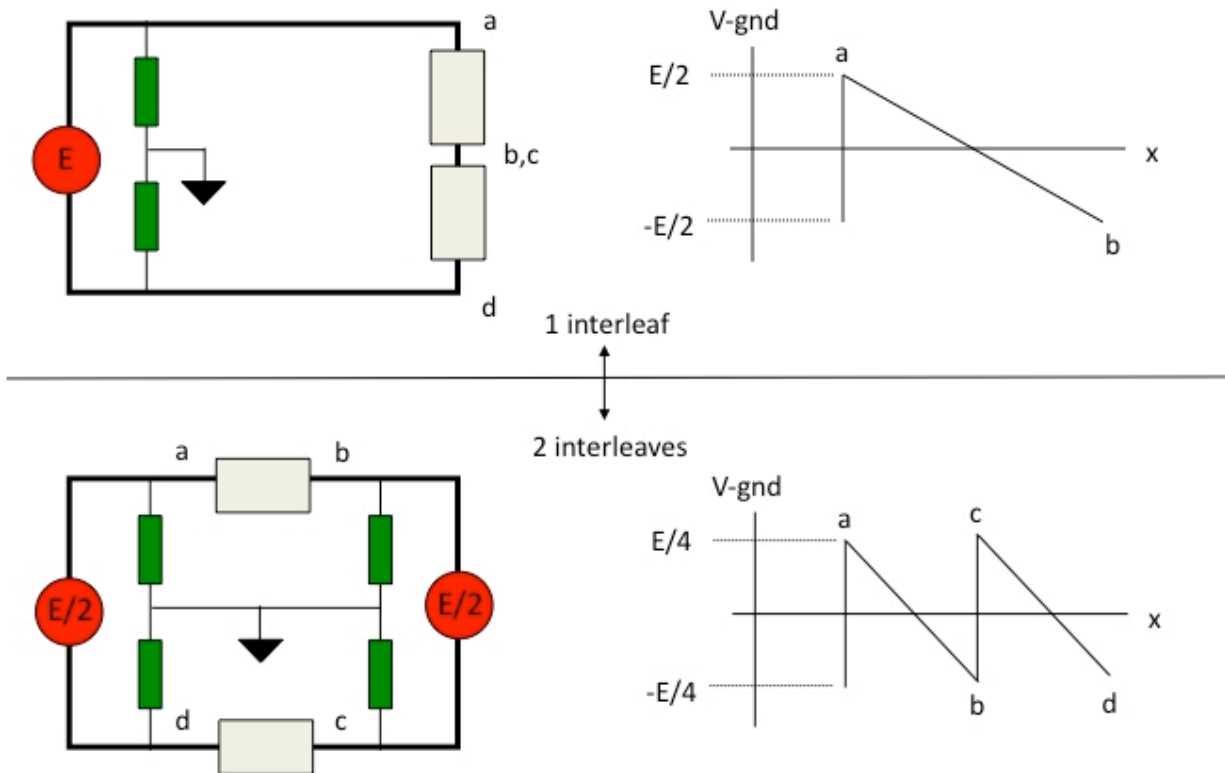 a
E
b,c
d
V-gnd
E/2
a
x
-E/2
b
1 interleaf
2 interleaves
a
b
E/2
E/2
d
c
V-gnd
E/4
a
c
x
-E/4
b
d